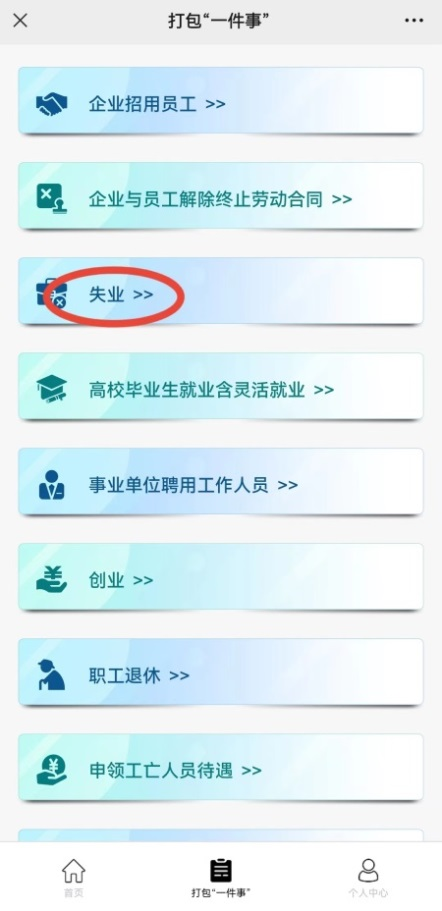 打包“一件事”
企业招用员工 >>
企业与员工解除终止劳动合同 >>
失业 >>
高校毕业生就业含灵活就业 >>
事业单位聘用工作人员 >>
创业 >>
职工退休 >>
申领工亡人员待遇 >>
首页
打包“一件事”
个人中心